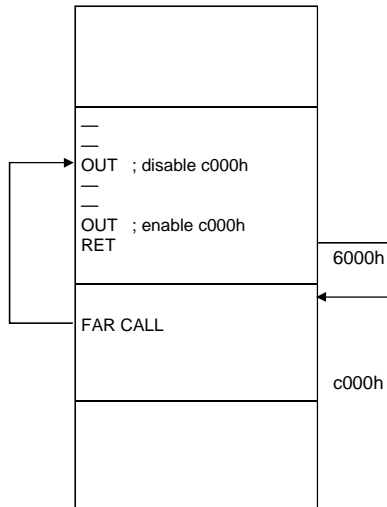 —
—
OUT ; disable c000h
—
—
OUT ; enable c000h
RET
6000h
FAR CALL
c000h